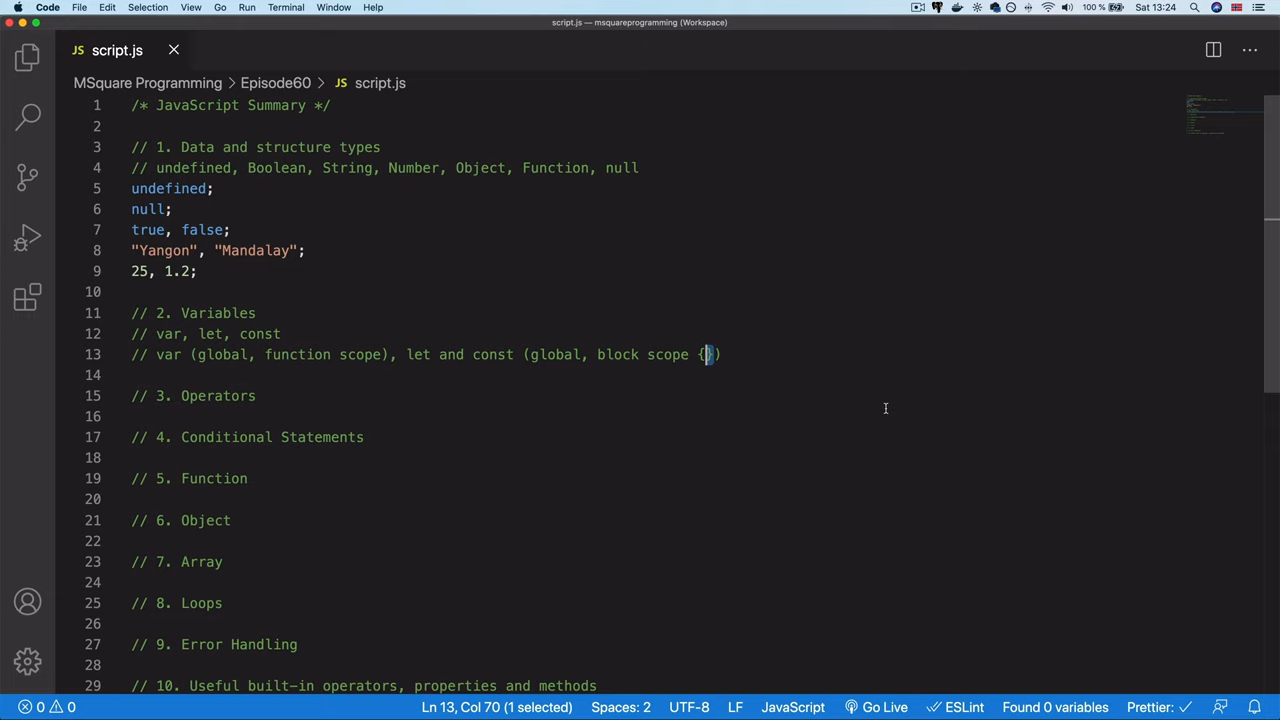 Code File Edit Selection View Go Run Terminal Window Help 100 % Sat 13:24
script.js — msquareprogramming (Workspace)
JS script.js
MSquare Programming > Episode60 > JS script.js
1 /* JavaScript Summary */
2
3 // 1. Data and structure types
4 // undefined, Boolean, String, Number, Object, Function, null
5 undefined;
6 null;
7 true, false;
8 "Yangon", "Mandalay";
9 25, 1.2;
10
11 // 2. Variables
12 // var, let, const
13 // var (global, function scope), let and const (global, block scope {})
14
15 // 3. Operators
16
17 // 4. Conditional Statements
18
19 // 5. Function
20
21 // 6. Object
22
23 // 7. Array
24
25 // 8. Loops
26
27 // 9. Error Handling
28
29 // 10. Useful built-in operators, properties and methods
0 0 Ln 13, Col 70 (1 selected) Spaces: 2 UTF-8 LF JavaScript Go Live ESLint Found 0 variables Prettier: ✓